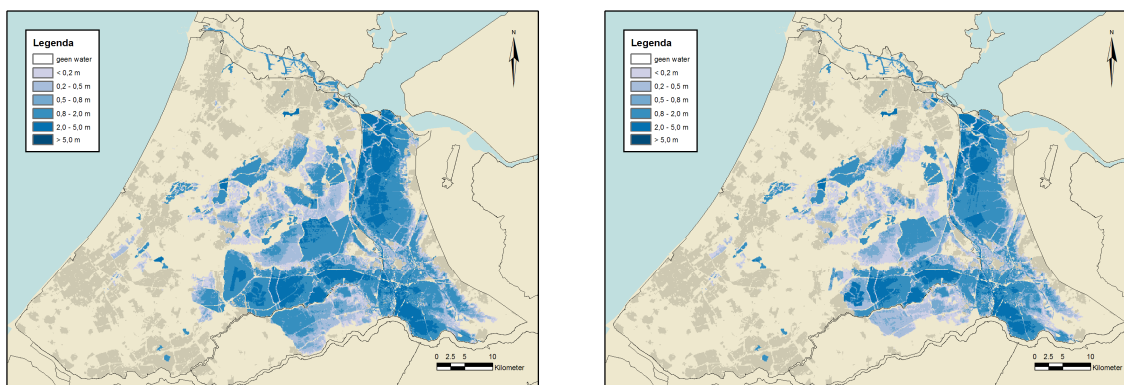 Legenda
geen water
< 0,2 m
0,2 - 0,5 m
0,5 - 0,8 m
0,8 - 2,0 m
2,0 - 5,0 m
> 5,0 m
N
0 2.5 5 10
Kilometer
Legenda
geen water
< 0,2 m
0,2 - 0,5 m
0,5 - 0,8 m
0,8 - 2,0 m
2,0 - 5,0 m
> 5,0 m
N
0 2.5 5 10
Kilometer